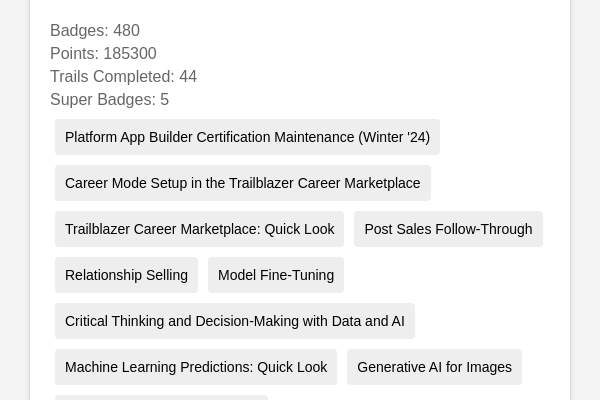 Badges: 480
Points: 185300
Trails Completed: 44
Super Badges: 5
Platform App Builder Certification Maintenance (Winter '24)
Career Mode Setup in the Trailblazer Career Marketplace
Trailblazer Career Marketplace: Quick Look Post Sales Follow-Through
Relationship Selling Model Fine-Tuning
Critical Thinking and Decision-Making with Data and AI
Machine Learning Predictions: Quick Look Generative AI for Images